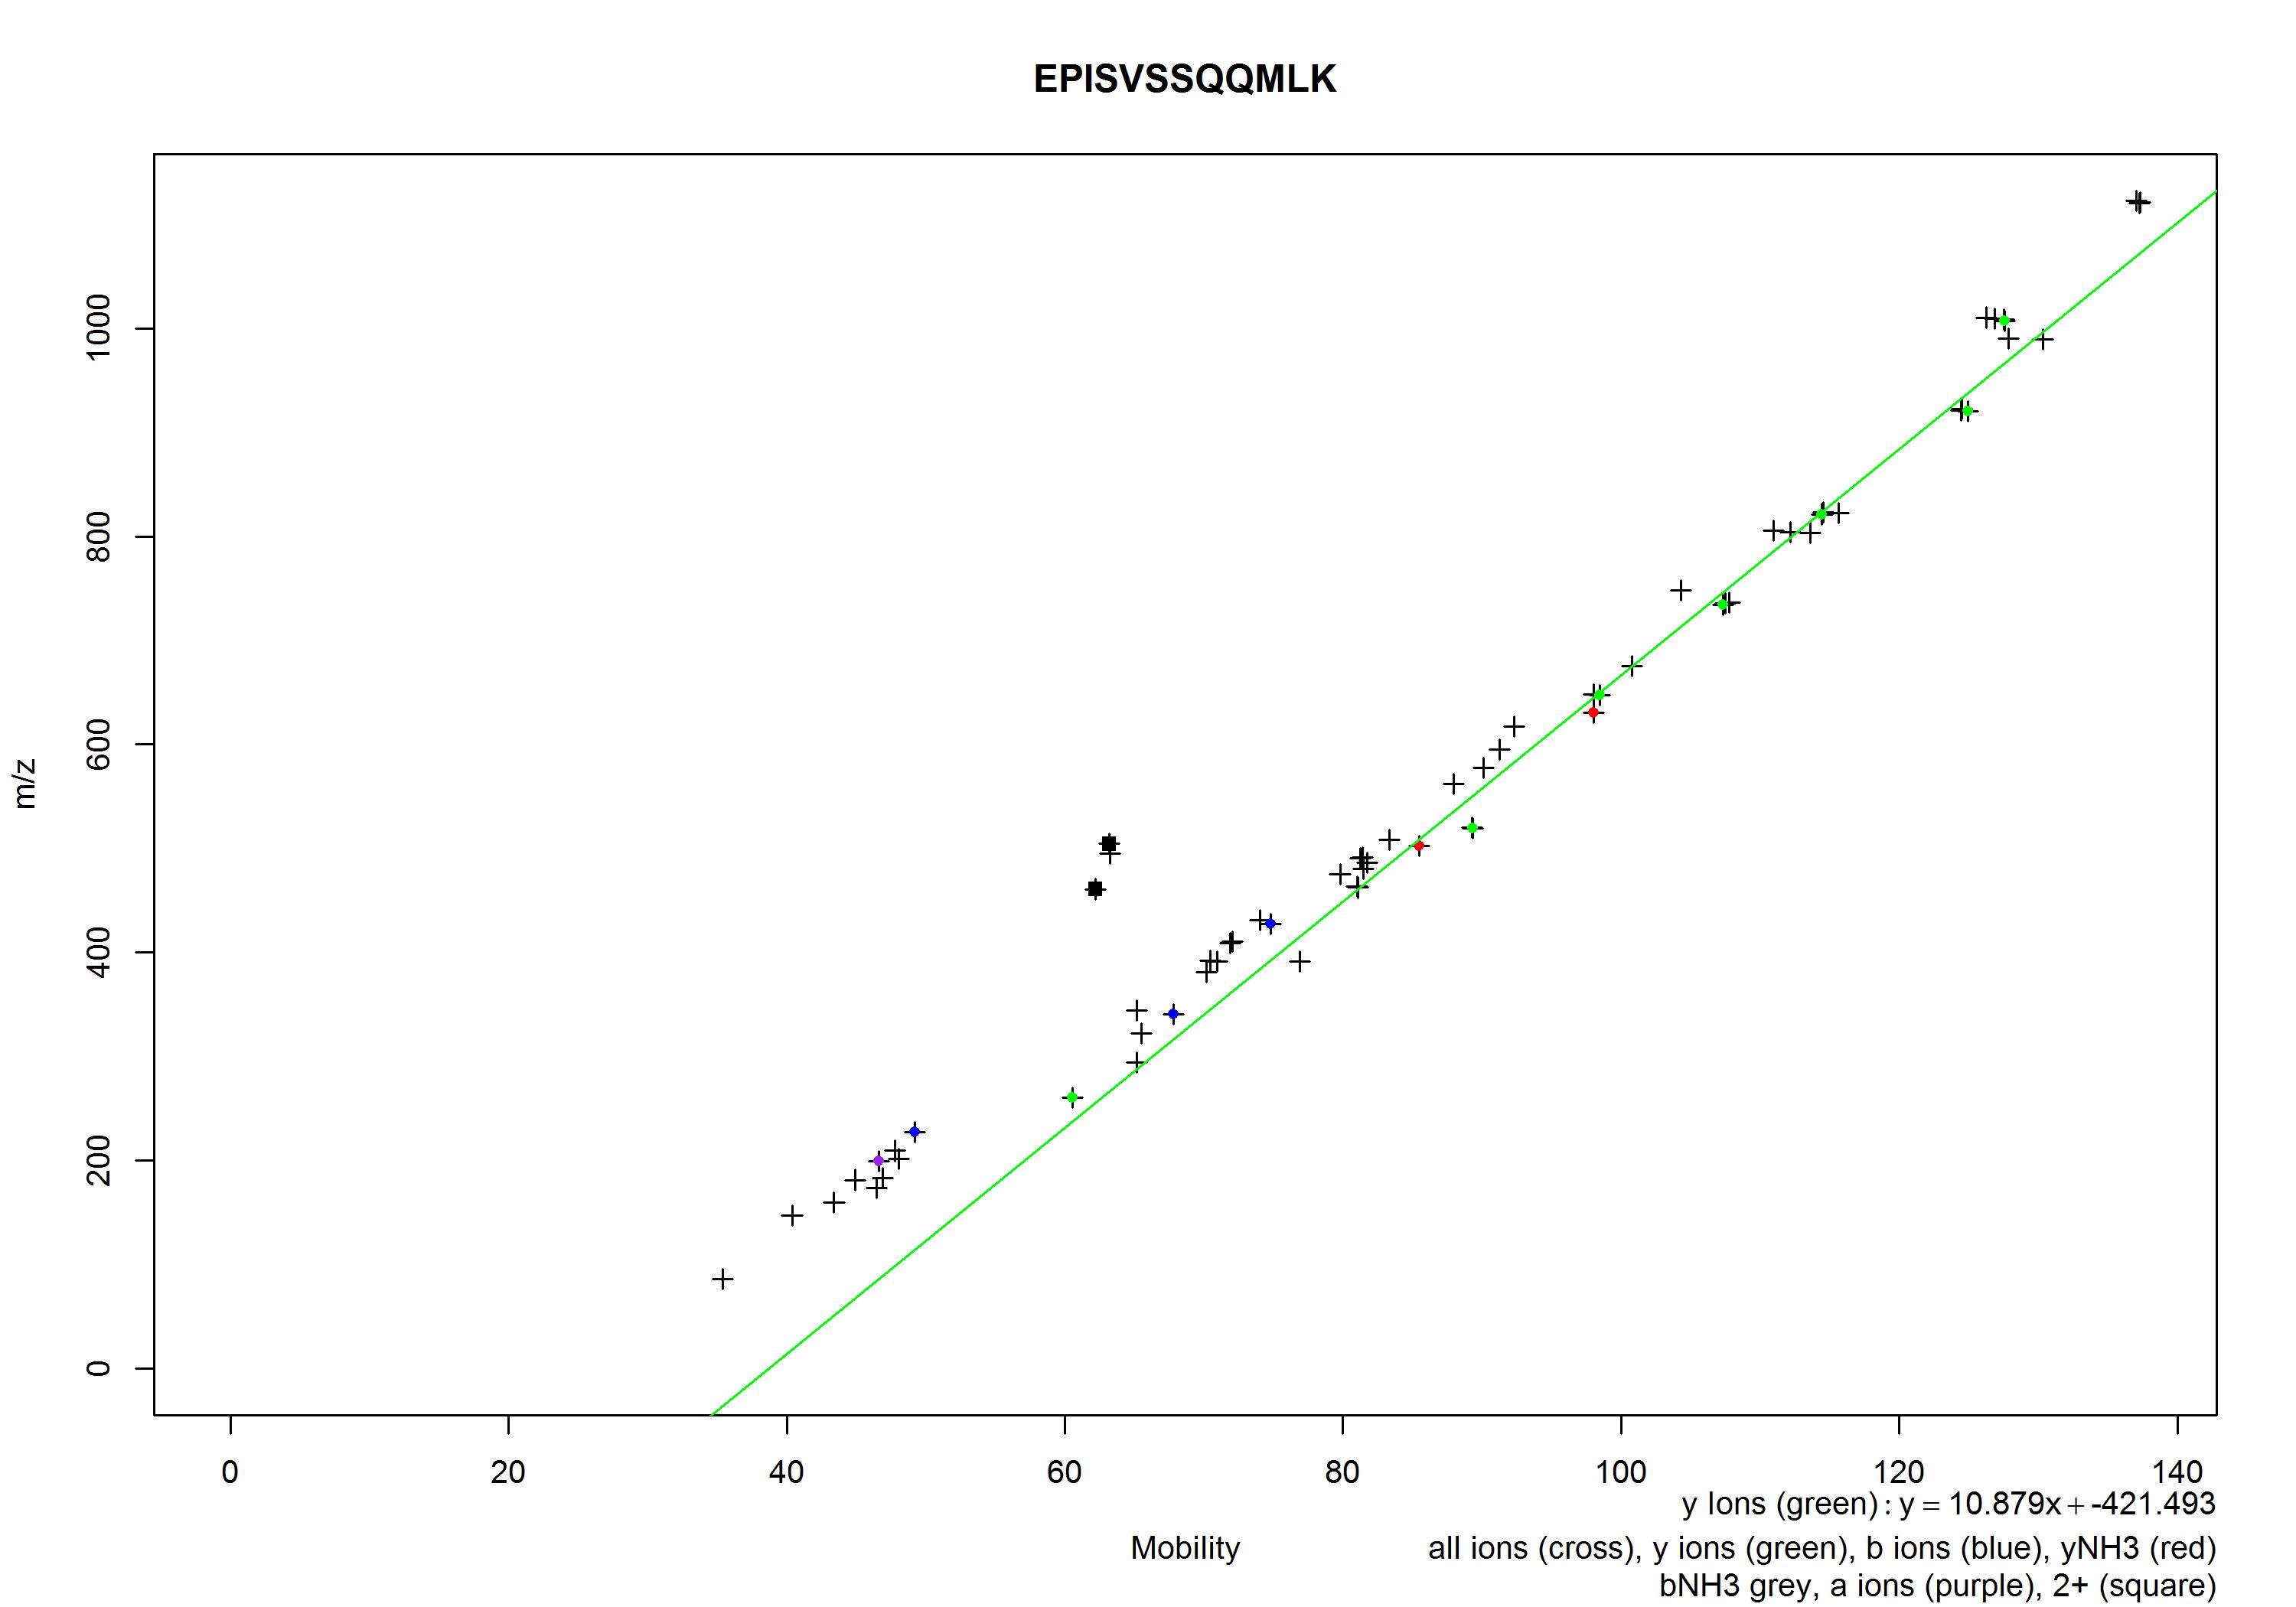 EPISVSSQQMLK
1000
800
600
400
200
0
m/z
0 20 40 60 80 100 120 140
y Ions (green) : y = 10.879x + -421.493
Mobility
all ions (cross), y ions (green), b ions (blue), yNH3 (red)
bNH3 grey, a ions (purple), 2+ (square)